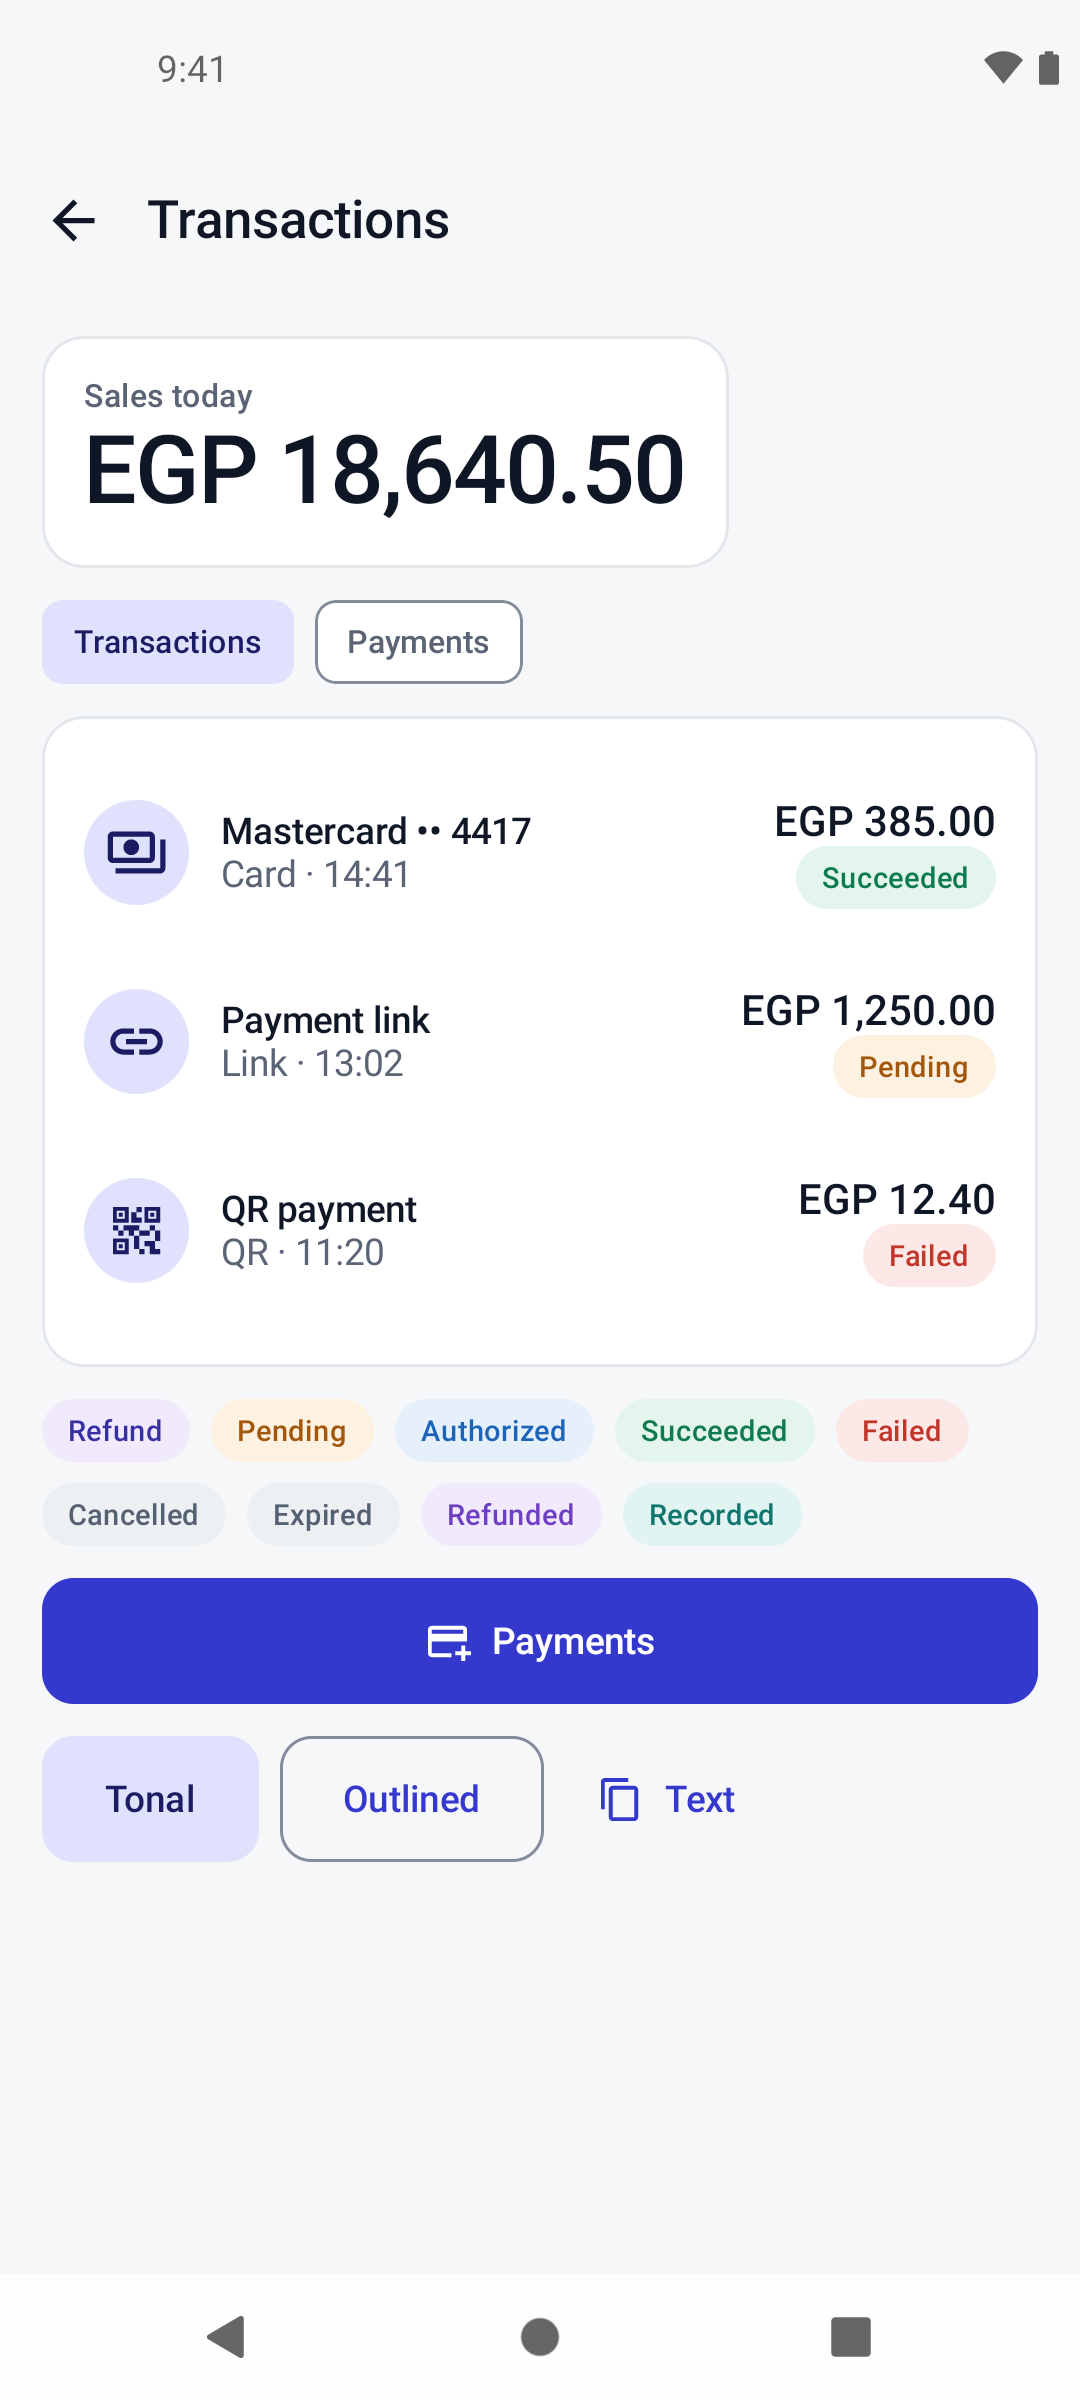 9:41
Transactions
Sales today
EGP 18,640.50
Transactions Payments
Mastercard •• 4417 EGP 385.00
Card · 14:41 Succeeded
Payment link EGP 1,250.00
Link · 13:02 Pending
QR payment EGP 12.40
QR · 11:20 Failed
Refund Pending Authorized Succeeded Failed
Cancelled Expired Refunded Recorded
Payments
Tonal Outlined Text